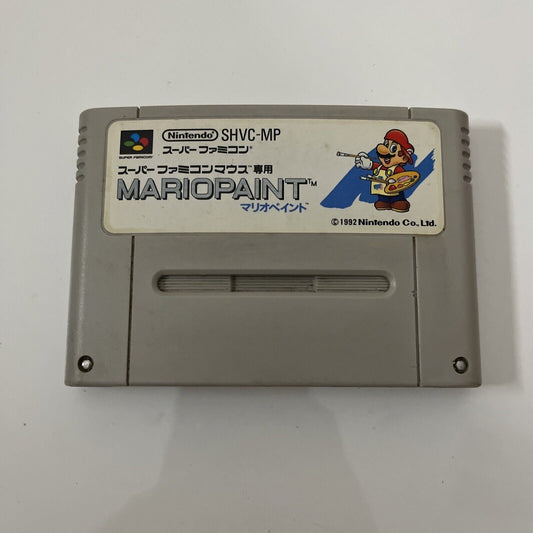 Nintendo SHVC-MP
SUPER FAMICOM
スーパーファミコン
スーパーファミコンマウス専用
MARIOPAINT™
マリオペイント
©1992 Nintendo Co., Ltd.